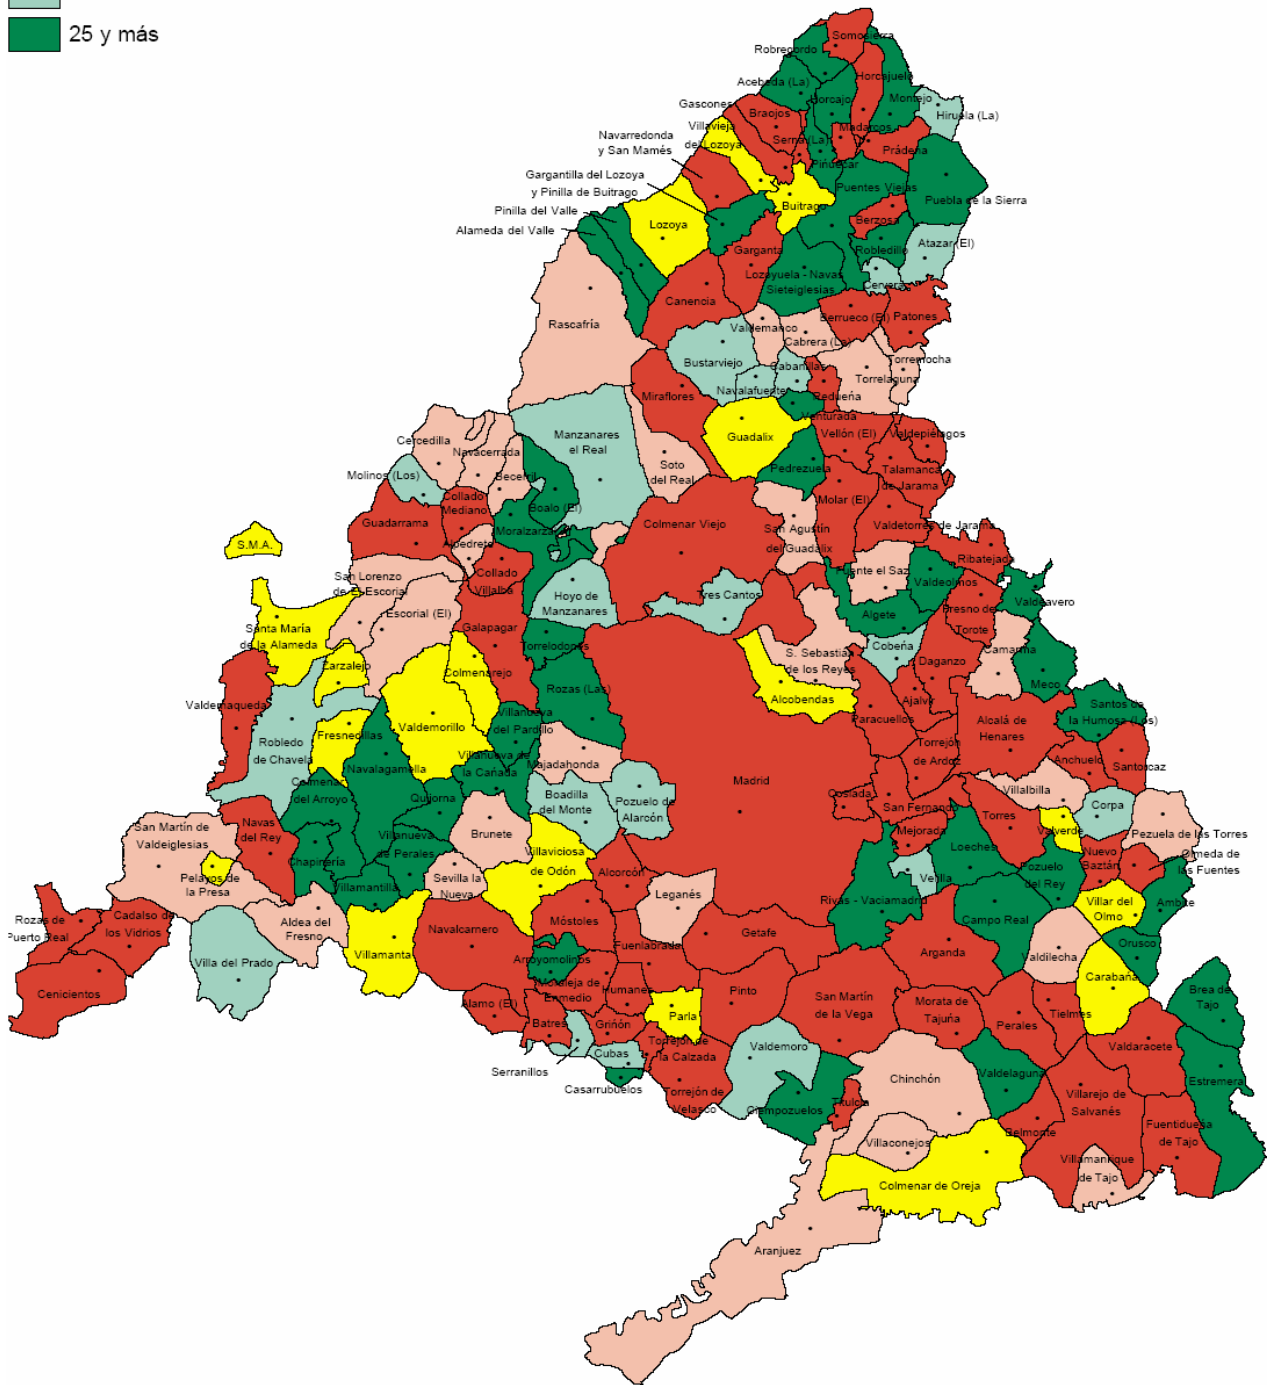 25 y más
Somosierra
Robregordo
Horcajuelo
Acebeda (La)
Horcajo
Montejo
Gascones
Braojos
Hiruela (La)
Villavieja
del Lozoya
Madarcos
Navarredonda
y San Mamés
Serna (La)
Prádena
Piñuecar
Gargantilla del Lozoya
y Pinilla de Buitrago
Puentes Viejas
Puebla de la Sierra
Buitrago
Pinilla del Valle
Lozoya
Berzosa
Alameda del Valle
Garganta
Robledillo
Atazar (El)
Lozoyuela - Navas
Sieteiglesias
Cervera
Canencia
Rascafría
Valdemanco
Berrueco (El)
Patones
Cabrera (La)
Bustarviejo
Cabanillas
Torremocha
Torrelaguna
Navalafuente
Redueña
Miraflores
Venturada
Manzanares
el Real
Guadalix
Vellón (El)
Valdepiélagos
Cercedilla
Navacerrada
Soto
del Real
Pedrezuela
Talamanca
de Jarama
Molinos (Los)
Becerril
Collado
Mediano
Boalo (El)
Molar (El)
Guadarrama
Moralzarzal
Colmenar Viejo
San Agustín
del Guadalix
Valdetorres de Jarama
S.M.A.
Alpedrete
Ribatejada
San Lorenzo
de El Escorial
Collado
Villalba
Fuente el Saz
Valdeolmos
Hoyo de
Manzanares
Tres Cantos
Valdeavero
Escorial (El)
Algete
Fresno de
Torote
Santa María
de la Alameda
Galapagar
Torrelodones
S. Sebastián
de los Reyes
Cobeña
Camarma
Zarzalejo
Colmenarejo
Daganzo
Meco
Rozas (Las)
Alcobendas
Ajalvir
Valdemaqueda
Villanueva
del Pardillo
Paracuellos
Alcalá de
Henares
Santos de
la Humosa (Los)
Valdemorillo
Fresnedillas
Robledo
de Chavela
Torrejón
de Ardoz
Villanueva de
la Cañada
Majadahonda
Anchuelo
Santorcaz
Navalagamella
Madrid
Colmenar
del Arroyo
Boadilla
del Monte
Pozuelo de
Alarcón
Coslada
Villalbilla
Quijorna
San Fernando
Torres
Corpa
San Martín de
Valdeiglesias
Navas
del Rey
Brunete
Mejorada
Valverde
Pezuela de las Torres
Villanueva
de Perales
Villaviciosa
de Odón
Loeches
Nuevo
Baztán
Olmeda de
las Fuentes
Chapinería
Pozuelo
del Rey
Pelayos de
la Presa
Sevilla la
Nueva
Alcorcón
Velilla
Villamantilla
Leganés
Rivas - Vaciamadrid
Villar del
Olmo
Ambite
Rozas de
Puerto Real
Cadalso de
los Vidrios
Aldea del
Fresno
Navalcarnero
Móstoles
Getafe
Campo Real
Fuenlabrada
Orusco
Villa del Prado
Villamanta
Arroyomolinos
Arganda
Valdilecha
Carabaña
Cenicientos
Moraleja de
Enmedio
Humanes
Pinto
San Martín
de la Vega
Brea de
Tajo
Alamo (El)
Parla
Morata de
Tajuña
Tielmes
Batres
Griñón
Perales
Cubas
Torrejón de
la Calzada
Valdemoro
Valdaracete
Serranillos
Valdelaguna
Estremera
Casarrubuelos
Torrejón de
Velasco
Chinchón
Villarejo de
Salvanés
Ciempozuelos
Titulcia
Fuentidueña
de Tajo
Belmonte
Villaconejos
Villamanrique
de Tajo
Colmenar de Oreja
Aranjuez